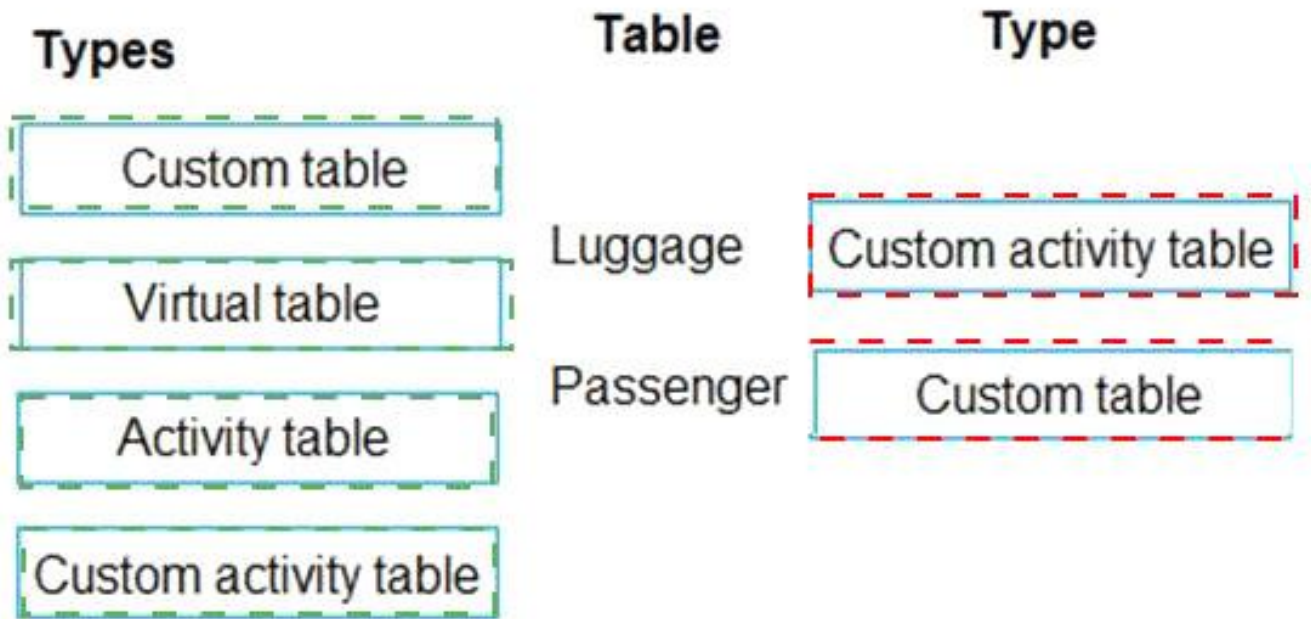 Types
Custom table
Virtual table
Activity table
Custom activity table
Table Type
Luggage Custom activity table
Passenger Custom table